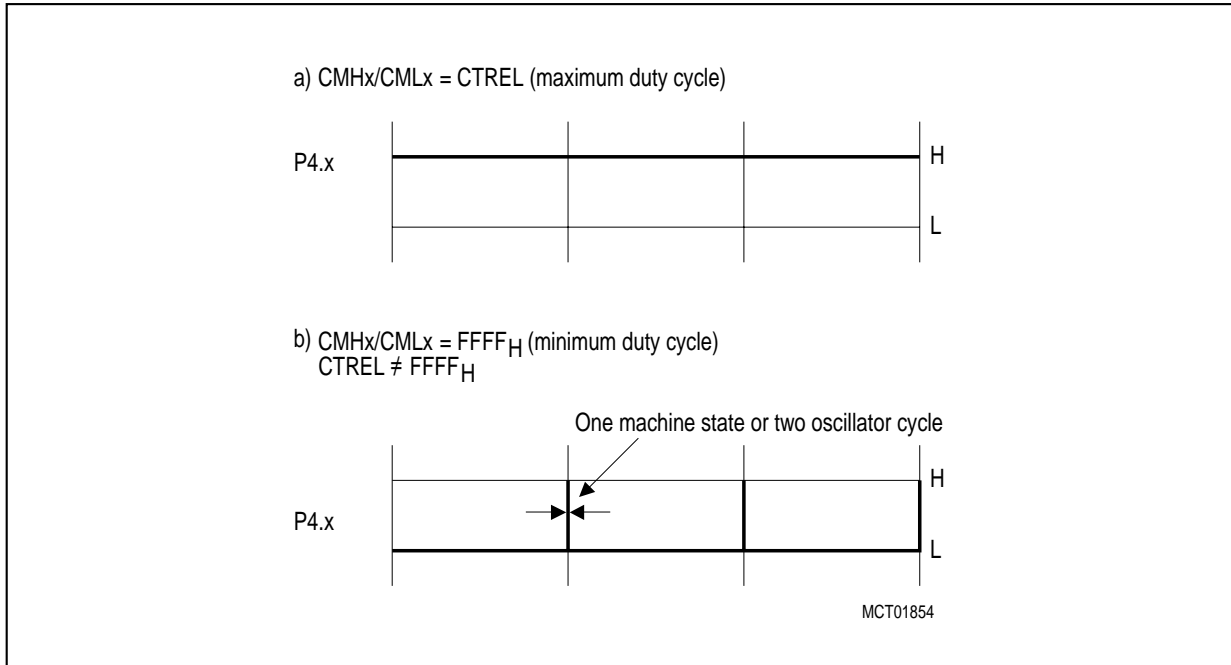 a) CMHx/CMLx = CTREL (maximum duty cycle)
P4.x
H
L
b) CMHx/CMLx = FFFFH (minimum duty cycle)
CTREL ≠ FFFFH
One machine state or two oscillator cycle
H
P4.x
L
MCT01854